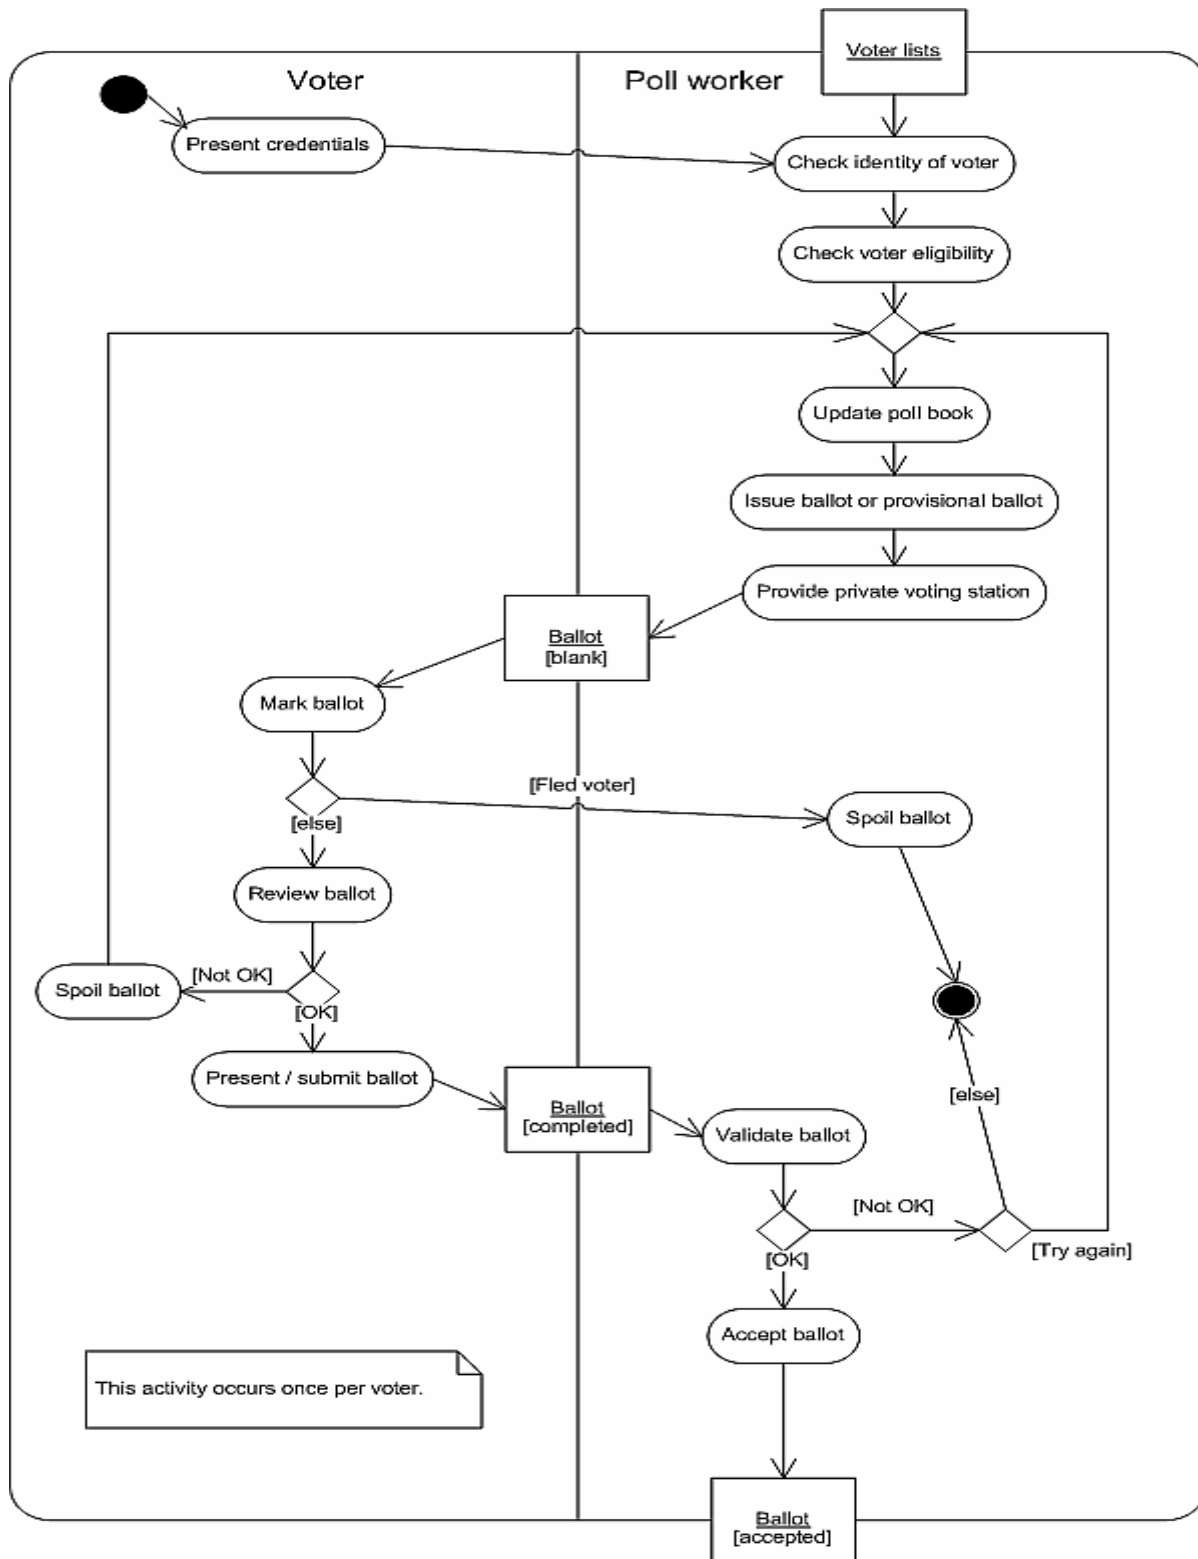 Voter lists
Voter
Poll worker
Present credentials
Check identity of voter
Check voter eligibility
Update poll book
Issue ballot or provisional ballot
Provide private voting station
Ballot
[blank]
Mark ballot
[Fled voter]
Spoil ballot
[else]
Review ballot
[Not OK]
Spoil ballot
[OK]
Present / submit ballot
Ballot
[completed]
[else]
Validate ballot
[Not OK]
[OK]
[Try again]
Accept ballot
This activity occurs once per voter.
Ballot
[accepted]